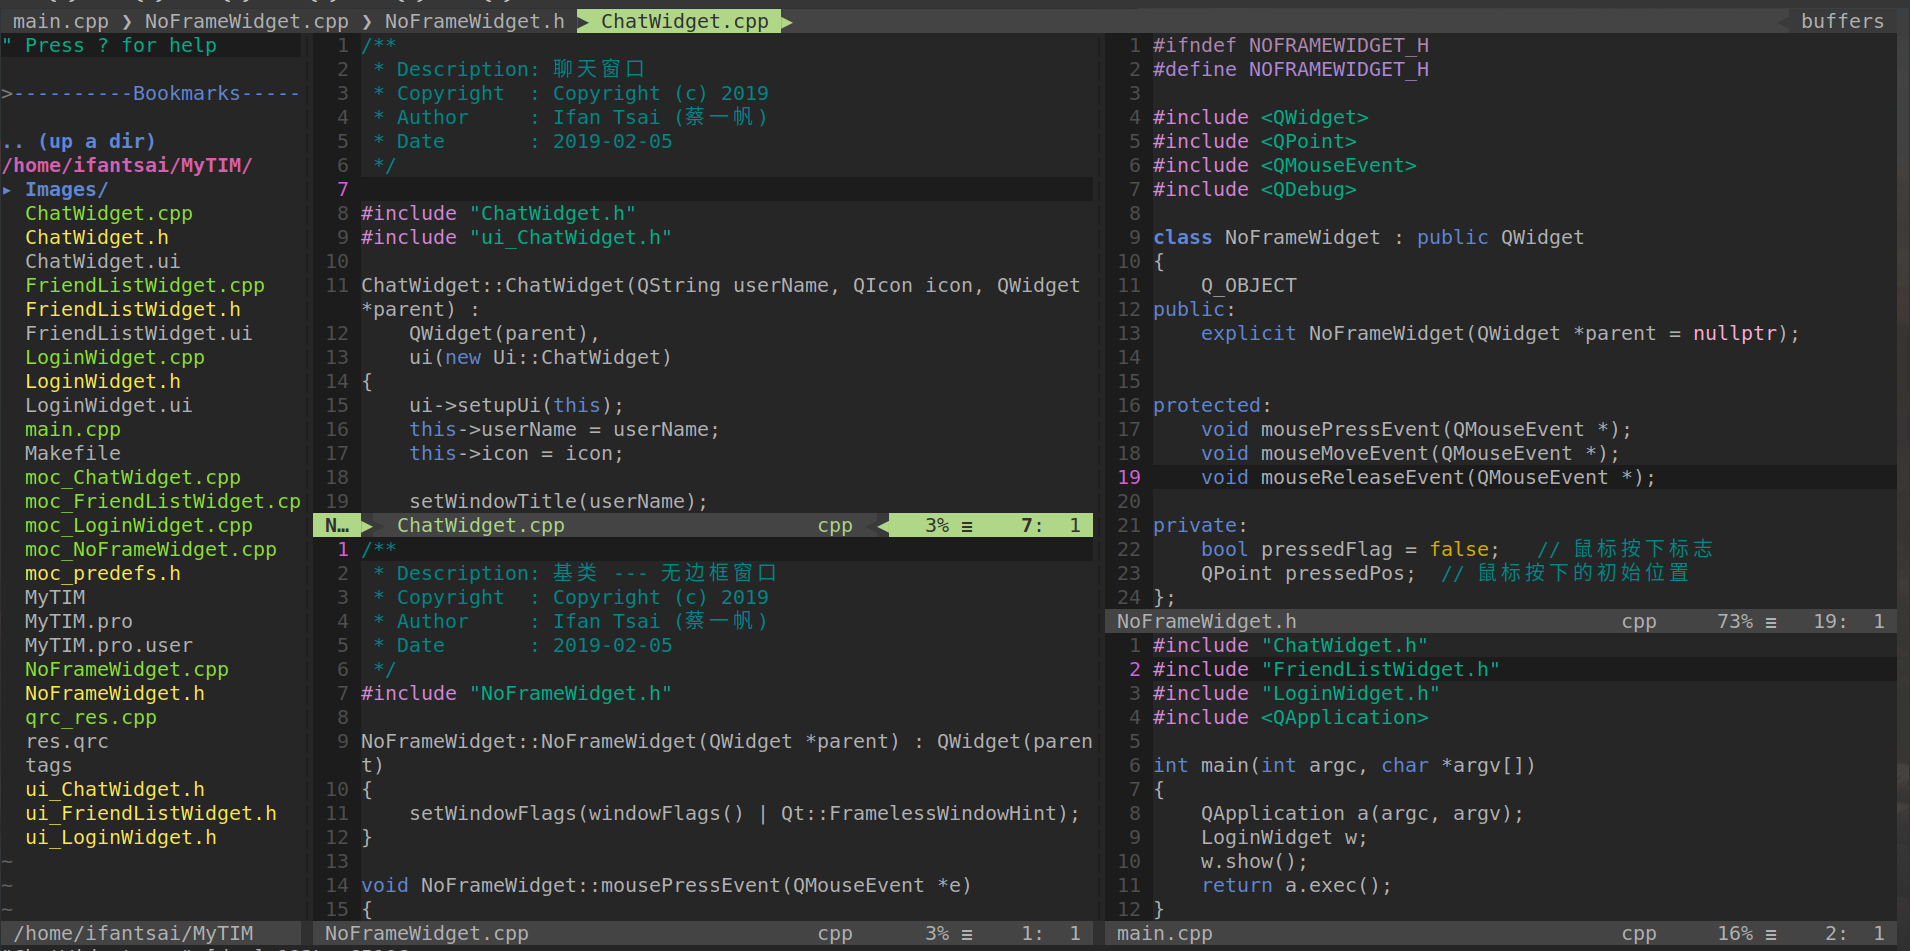 main.cpp ❯ NoFrameWidget.cpp ❯ NoFrameWidget.h ▶ ChatWidget.cpp ▶ buffers
" Press ? for help
>----------Bookmarks-----
.. (up a dir)
/home/ifantsai/MyTIM/
▸ Images/
ChatWidget.cpp
ChatWidget.h
ChatWidget.ui
FriendListWidget.cpp
FriendListWidget.h
FriendListWidget.ui
LoginWidget.cpp
LoginWidget.h
LoginWidget.ui
main.cpp
Makefile
moc_ChatWidget.cpp
moc_FriendListWidget.cp
moc_LoginWidget.cpp
moc_NoFrameWidget.cpp
moc_predefs.h
MyTIM
MyTIM.pro
MyTIM.pro.user
NoFrameWidget.cpp
NoFrameWidget.h
qrc_res.cpp
res.qrc
tags
ui_ChatWidget.h
ui_FriendListWidget.h
ui_LoginWidget.h
~
~
~
/home/ifantsai/MyTIM
1 /**
2  * Description: 聊天窗口
3  * Copyright  : Copyright (c) 2019
4  * Author     : Ifan Tsai (蔡一帆)
5  * Date       : 2019-02-05
6  */
7
8 #include "ChatWidget.h"
9 #include "ui_ChatWidget.h"
10
11 ChatWidget::ChatWidget(QString userName, QIcon icon, QWidget
*parent) :
12     QWidget(parent),
13     ui(new Ui::ChatWidget)
14 {
15     ui->setupUi(this);
16     this->userName = userName;
17     this->icon = icon;
18
19     setWindowTitle(userName);
N… ▶ ChatWidget.cpp cpp ◀ 3% ≡ 7: 1
1 /**
2  * Description: 基类 --- 无边框窗口
3  * Copyright  : Copyright (c) 2019
4  * Author     : Ifan Tsai (蔡一帆)
5  * Date       : 2019-02-05
6  */
7 #include "NoFrameWidget.h"
8
9 NoFrameWidget::NoFrameWidget(QWidget *parent) : QWidget(paren
t)
10 {
11     setWindowFlags(windowFlags() | Qt::FramelessWindowHint);
12 }
13
14 void NoFrameWidget::mousePressEvent(QMouseEvent *e)
15 {
NoFrameWidget.cpp cpp 3% ≡ 1: 1
1 #ifndef NOFRAMEWIDGET_H
2 #define NOFRAMEWIDGET_H
3
4 #include <QWidget>
5 #include <QPoint>
6 #include <QMouseEvent>
7 #include <QDebug>
8
9 class NoFrameWidget : public QWidget
10 {
11     Q_OBJECT
12 public:
13     explicit NoFrameWidget(QWidget *parent = nullptr);
14
15
16 protected:
17     void mousePressEvent(QMouseEvent *);
18     void mouseMoveEvent(QMouseEvent *);
19     void mouseReleaseEvent(QMouseEvent *);
20
21 private:
22     bool pressedFlag = false;   // 鼠标按下标志
23     QPoint pressedPos;  // 鼠标按下的初始位置
24 };
NoFrameWidget.h cpp 73% ≡ 19: 1
1 #include "ChatWidget.h"
2 #include "FriendListWidget.h"
3 #include "LoginWidget.h"
4 #include <QApplication>
5
6 int main(int argc, char *argv[])
7 {
8     QApplication a(argc, argv);
9     LoginWidget w;
10     w.show();
11     return a.exec();
12 }
main.cpp cpp 16% ≡ 2: 1